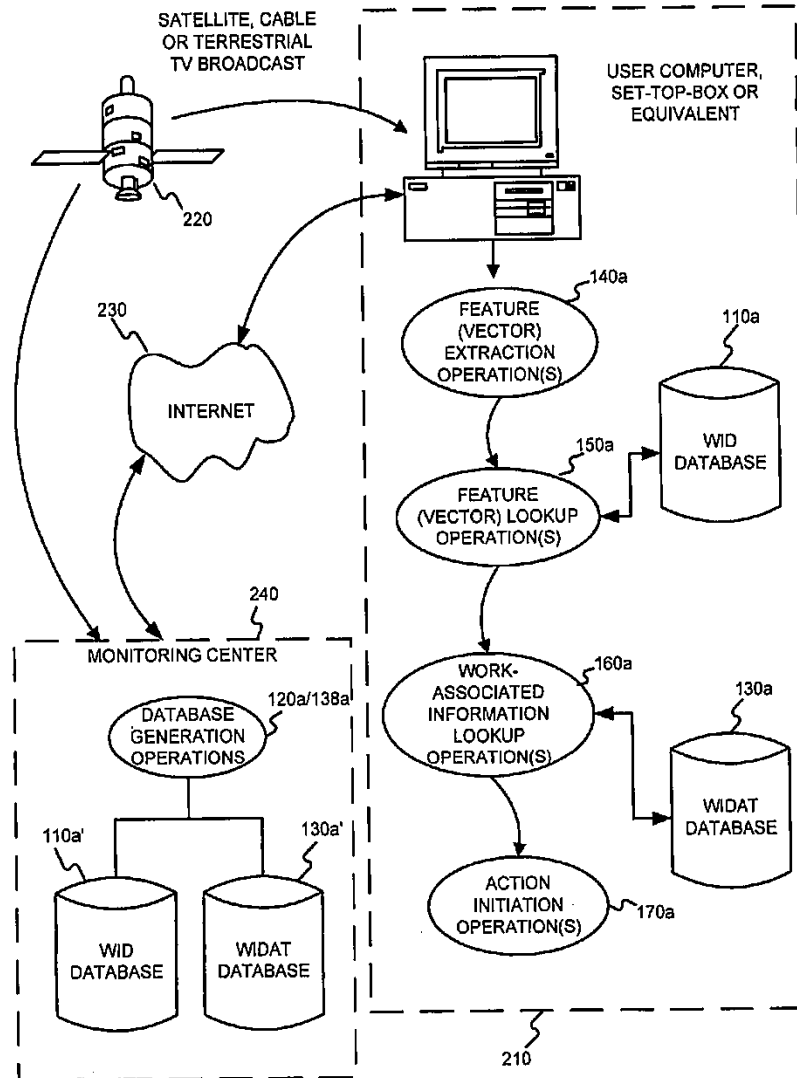 SATELLITE, CABLE
OR TERRESTRIAL
TV BROADCAST
USER COMPUTER,
SET-TOP-BOX OR
EQUIVALENT
220
230
INTERNET
FEATURE
(VECTOR)
EXTRACTION
OPERATION(S)
140a
110a
WID
DATABASE
150a
FEATURE
(VECTOR) LOOKUP
OPERATION(S)
240
MONITORING CENTER
DATABASE
GENERATION
OPERATIONS
120a/138a
WORK-
ASSOCIATED
INFORMATION
LOOKUP
OPERATION(S)
160a
130a
WIDAT
DATABASE
110a'
WID
DATABASE
130a'
WIDAT
DATABASE
ACTION
INITIATION
OPERATION(S)
170a
210